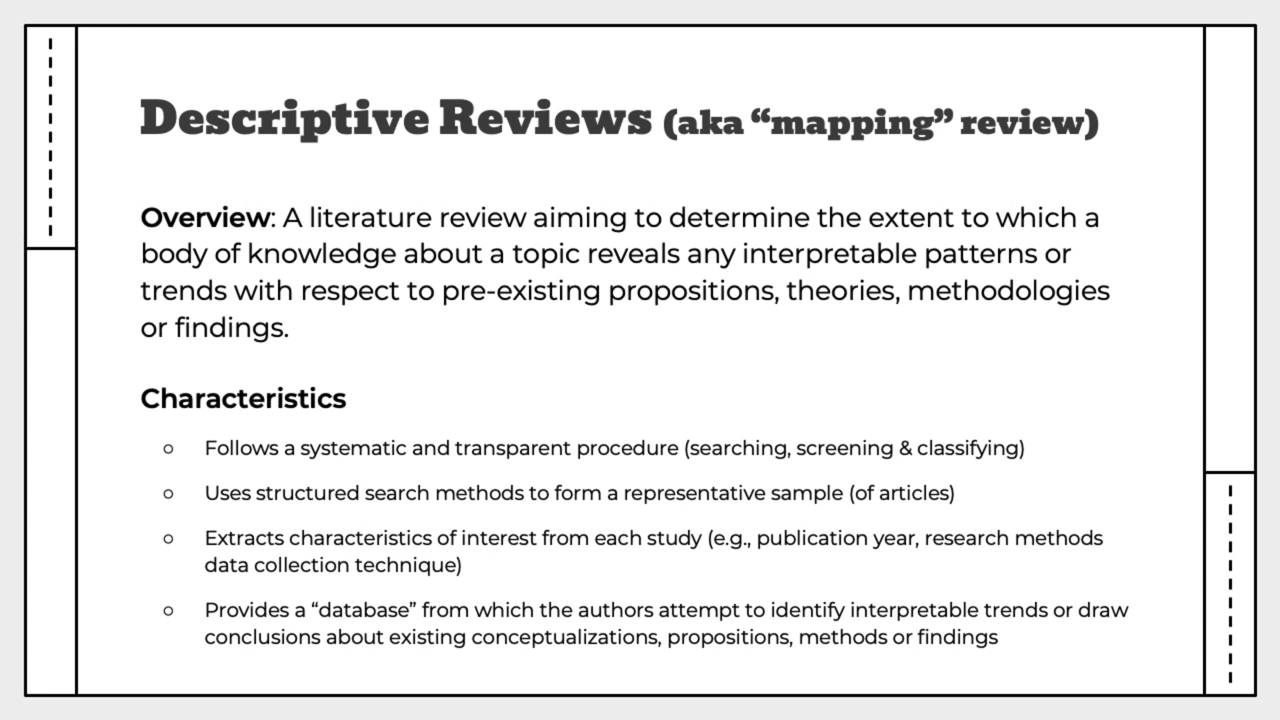 Descriptive Reviews (aka “mapping” review)
Overview: A literature review aiming to determine the extent to which a
body of knowledge about a topic reveals any interpretable patterns or
trends with respect to pre-existing propositions, theories, methodologies
or findings.
Characteristics
Follows a systematic and transparent procedure (searching, screening & classifying)
Uses structured search methods to form a representative sample (of articles)
Extracts characteristics of interest from each study (e.g., publication year, research methods
data collection technique)
Provides a “database” from which the authors attempt to identify interpretable trends or draw
conclusions about existing conceptualizations, propositions, methods or findings